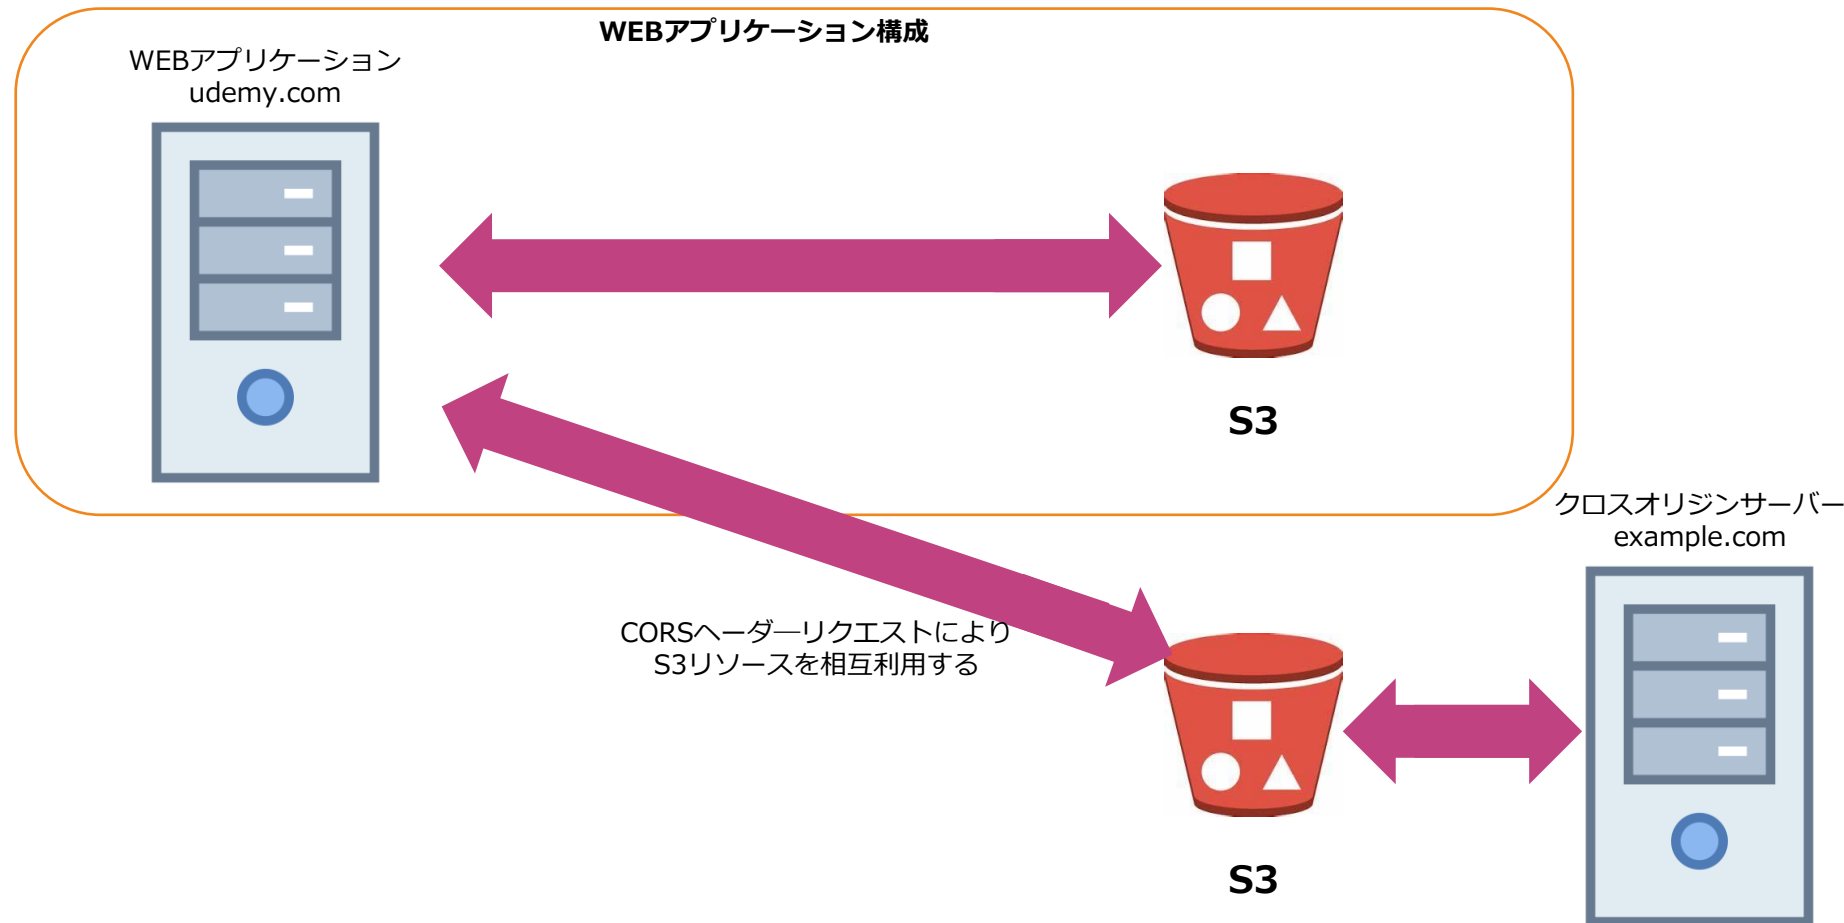 WEBアプリケーション構成
WEBアプリケーション
udemy.com
S3
クロスオリジンサーバー
example.com
CORSヘーダ―リクエストにより
S3リソースを相互利用する
S3